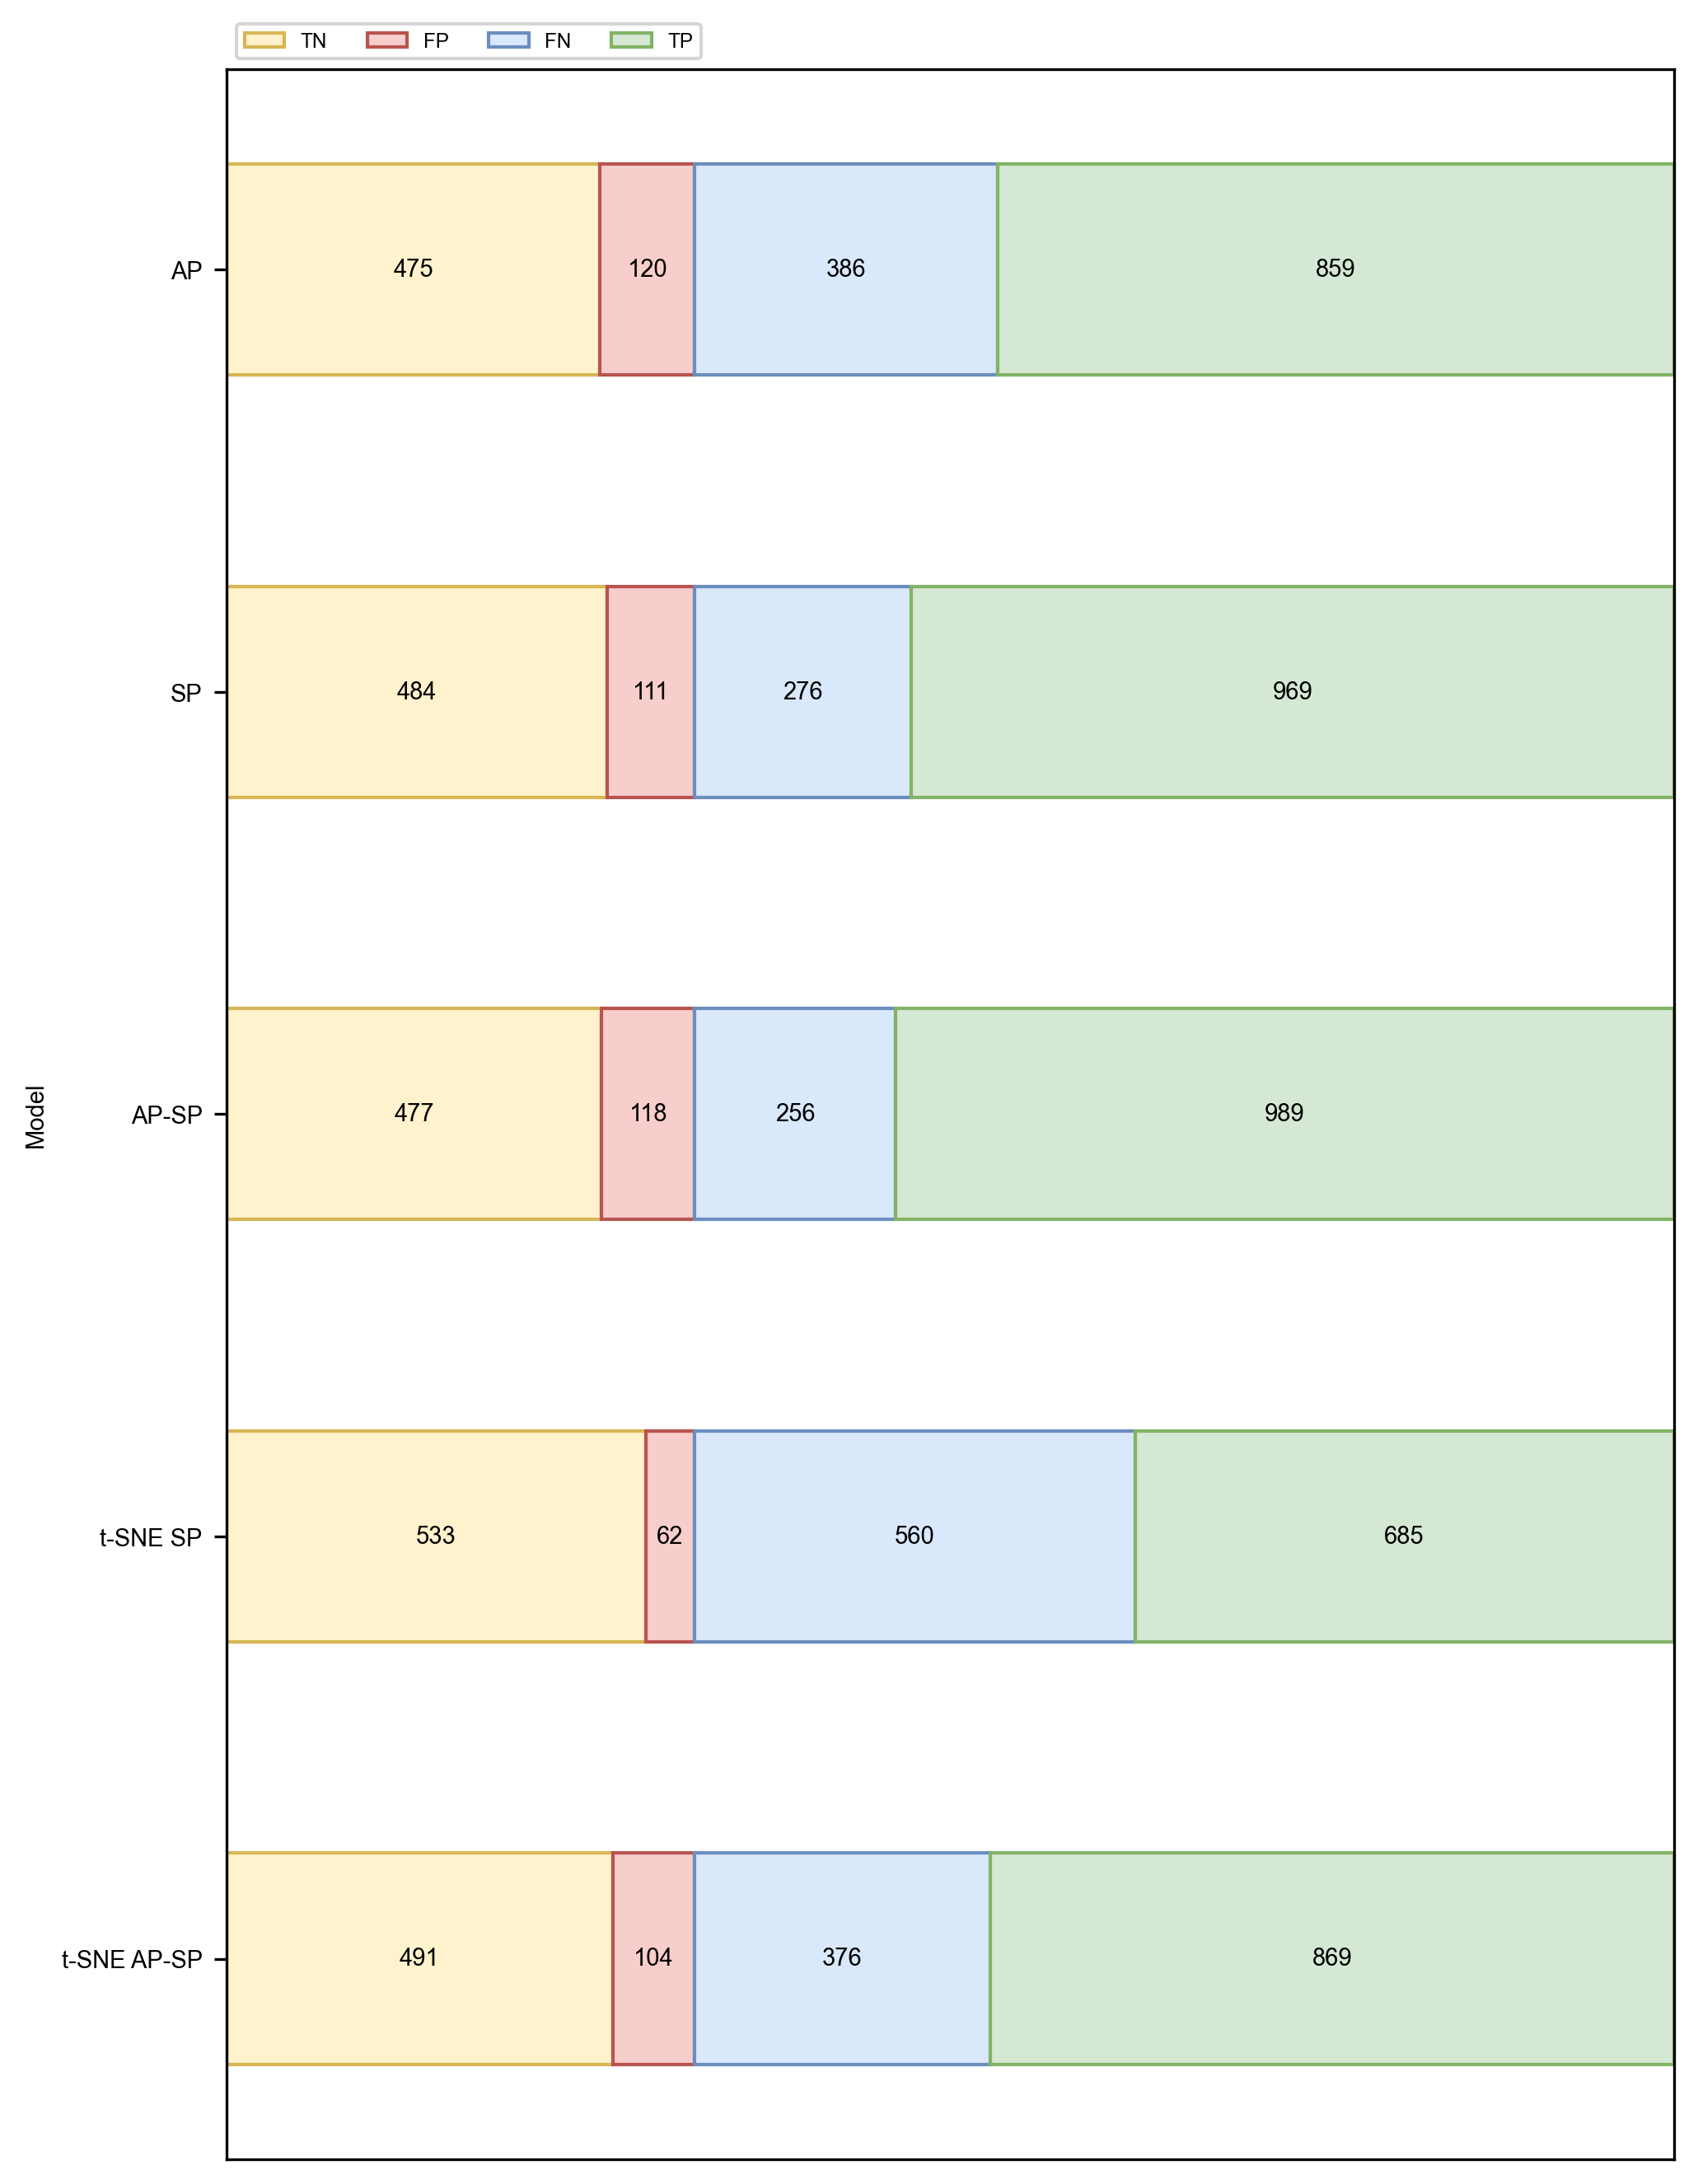 TN FP FN TP
AP 475 120 386 859
SP 484 111 276 969
Model
AP-SP 477 118 256 989
t-SNE SP 533 62 560 685
t-SNE AP-SP 491 104 376 869